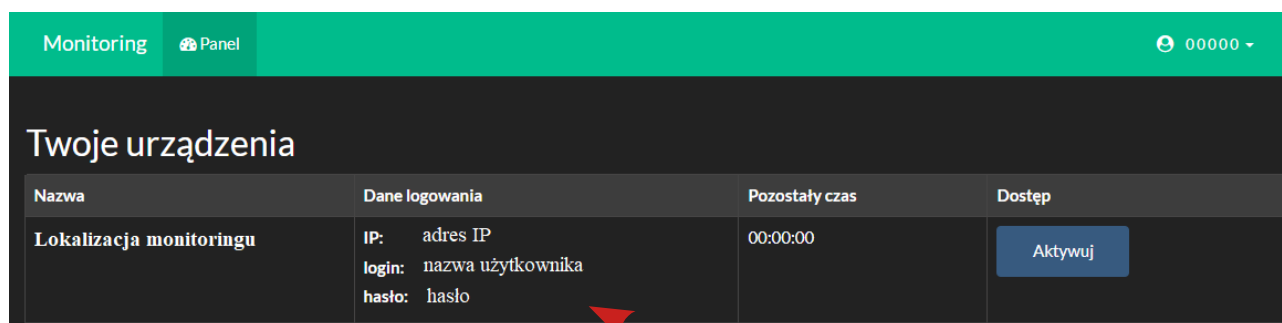 Monitoring Panel 00000
Twoje urządzenia
Nazwa Dane logowania Pozostały czas Dostęp
Lokalizacja monitoringu IP: adres IP 00:00:00 Aktywuj
login: nazwa użytkownika
hasło: hasło